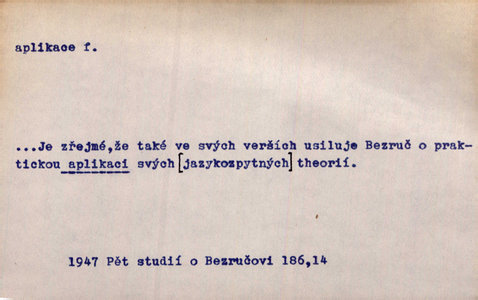 aplikace f.
...Je zřejmé,že také ve svých verších usiluje Bezruč o prak-
tickou aplikaci svých [jazykozpytných] theorií.
1947 Pět studií o Bezručovi 186,14